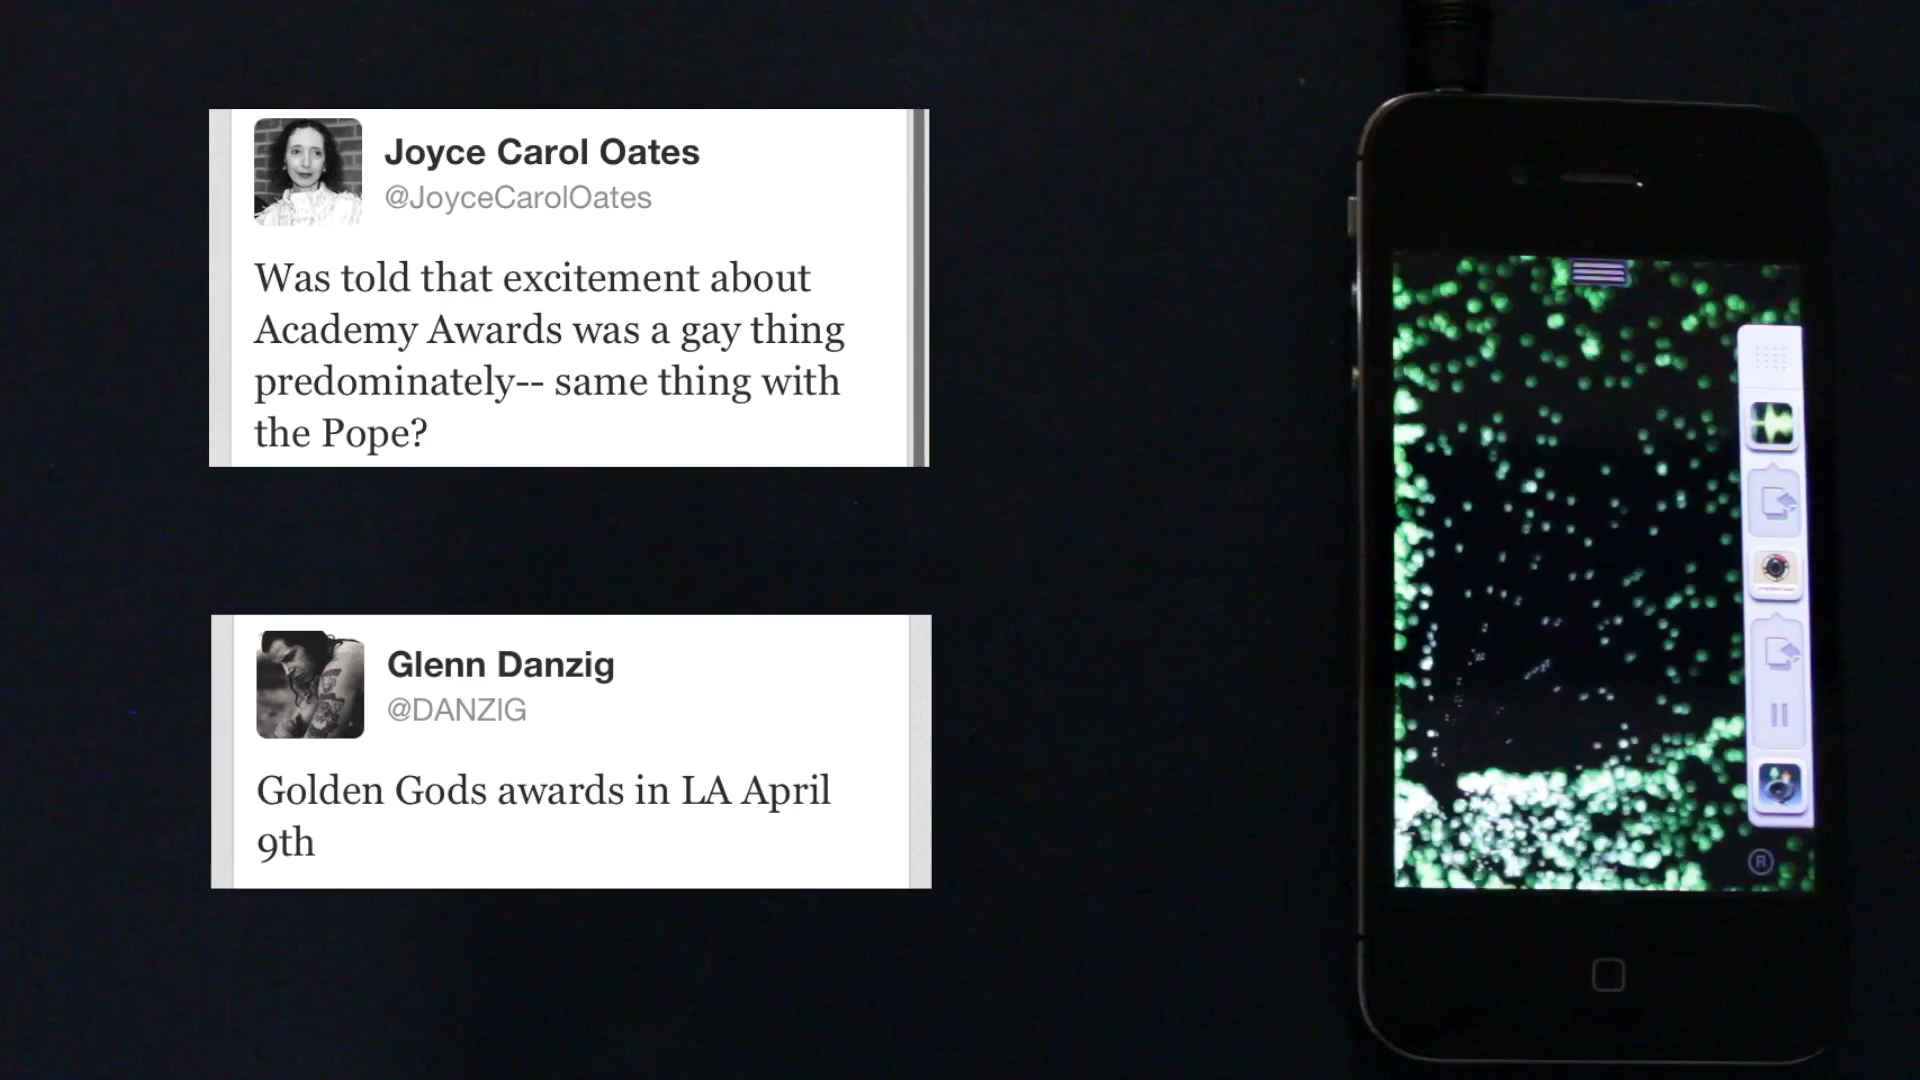 Joyce Carol Oates
@JoyceCarolOates
Was told that excitement about
Academy Awards was a gay thing
predominately-- same thing with
the Pope?
Glenn Danzig
@DANZIG
Golden Gods awards in LA April
9th
R